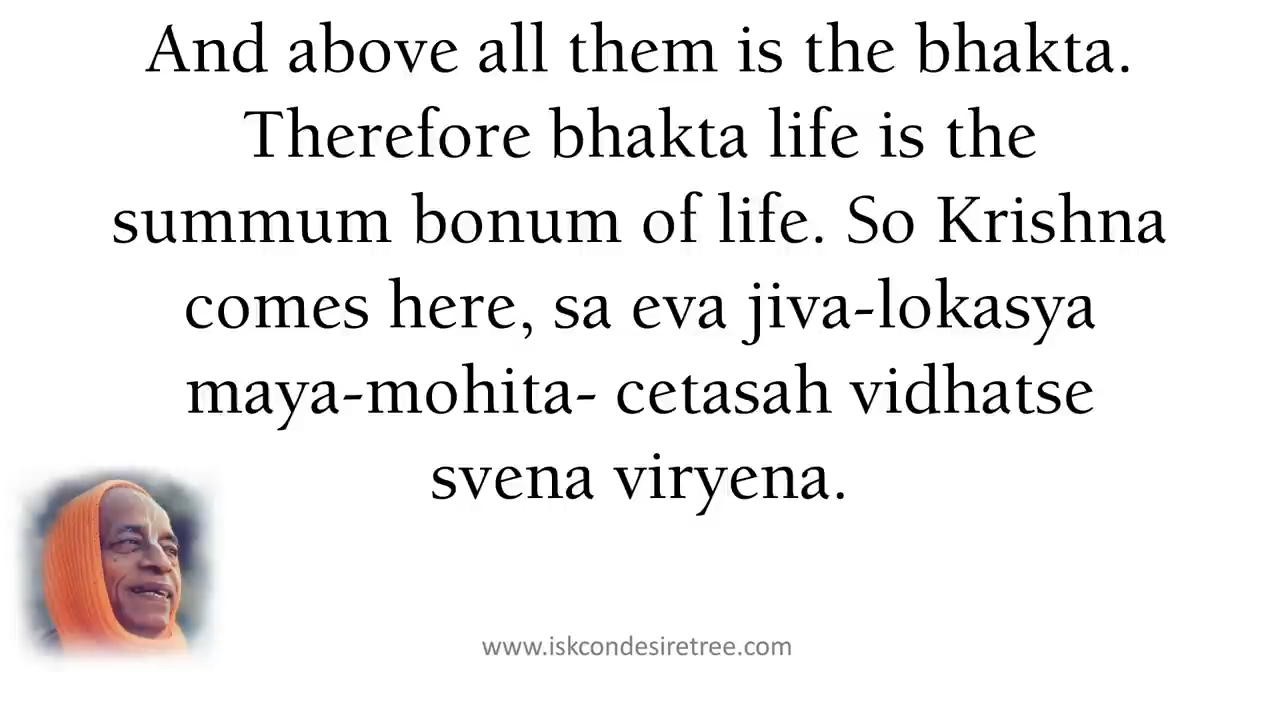 And above all them is the bhakta.
Therefore bhakta life is the
summum bonum of life. So Krishna
comes here, sa eva jiva-lokasya
maya-mohita- cetasah vidhatse
svena viryena.
www.iskcondesiretree.com